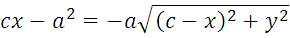 cx − a² = −a√((c − x)² + y²)